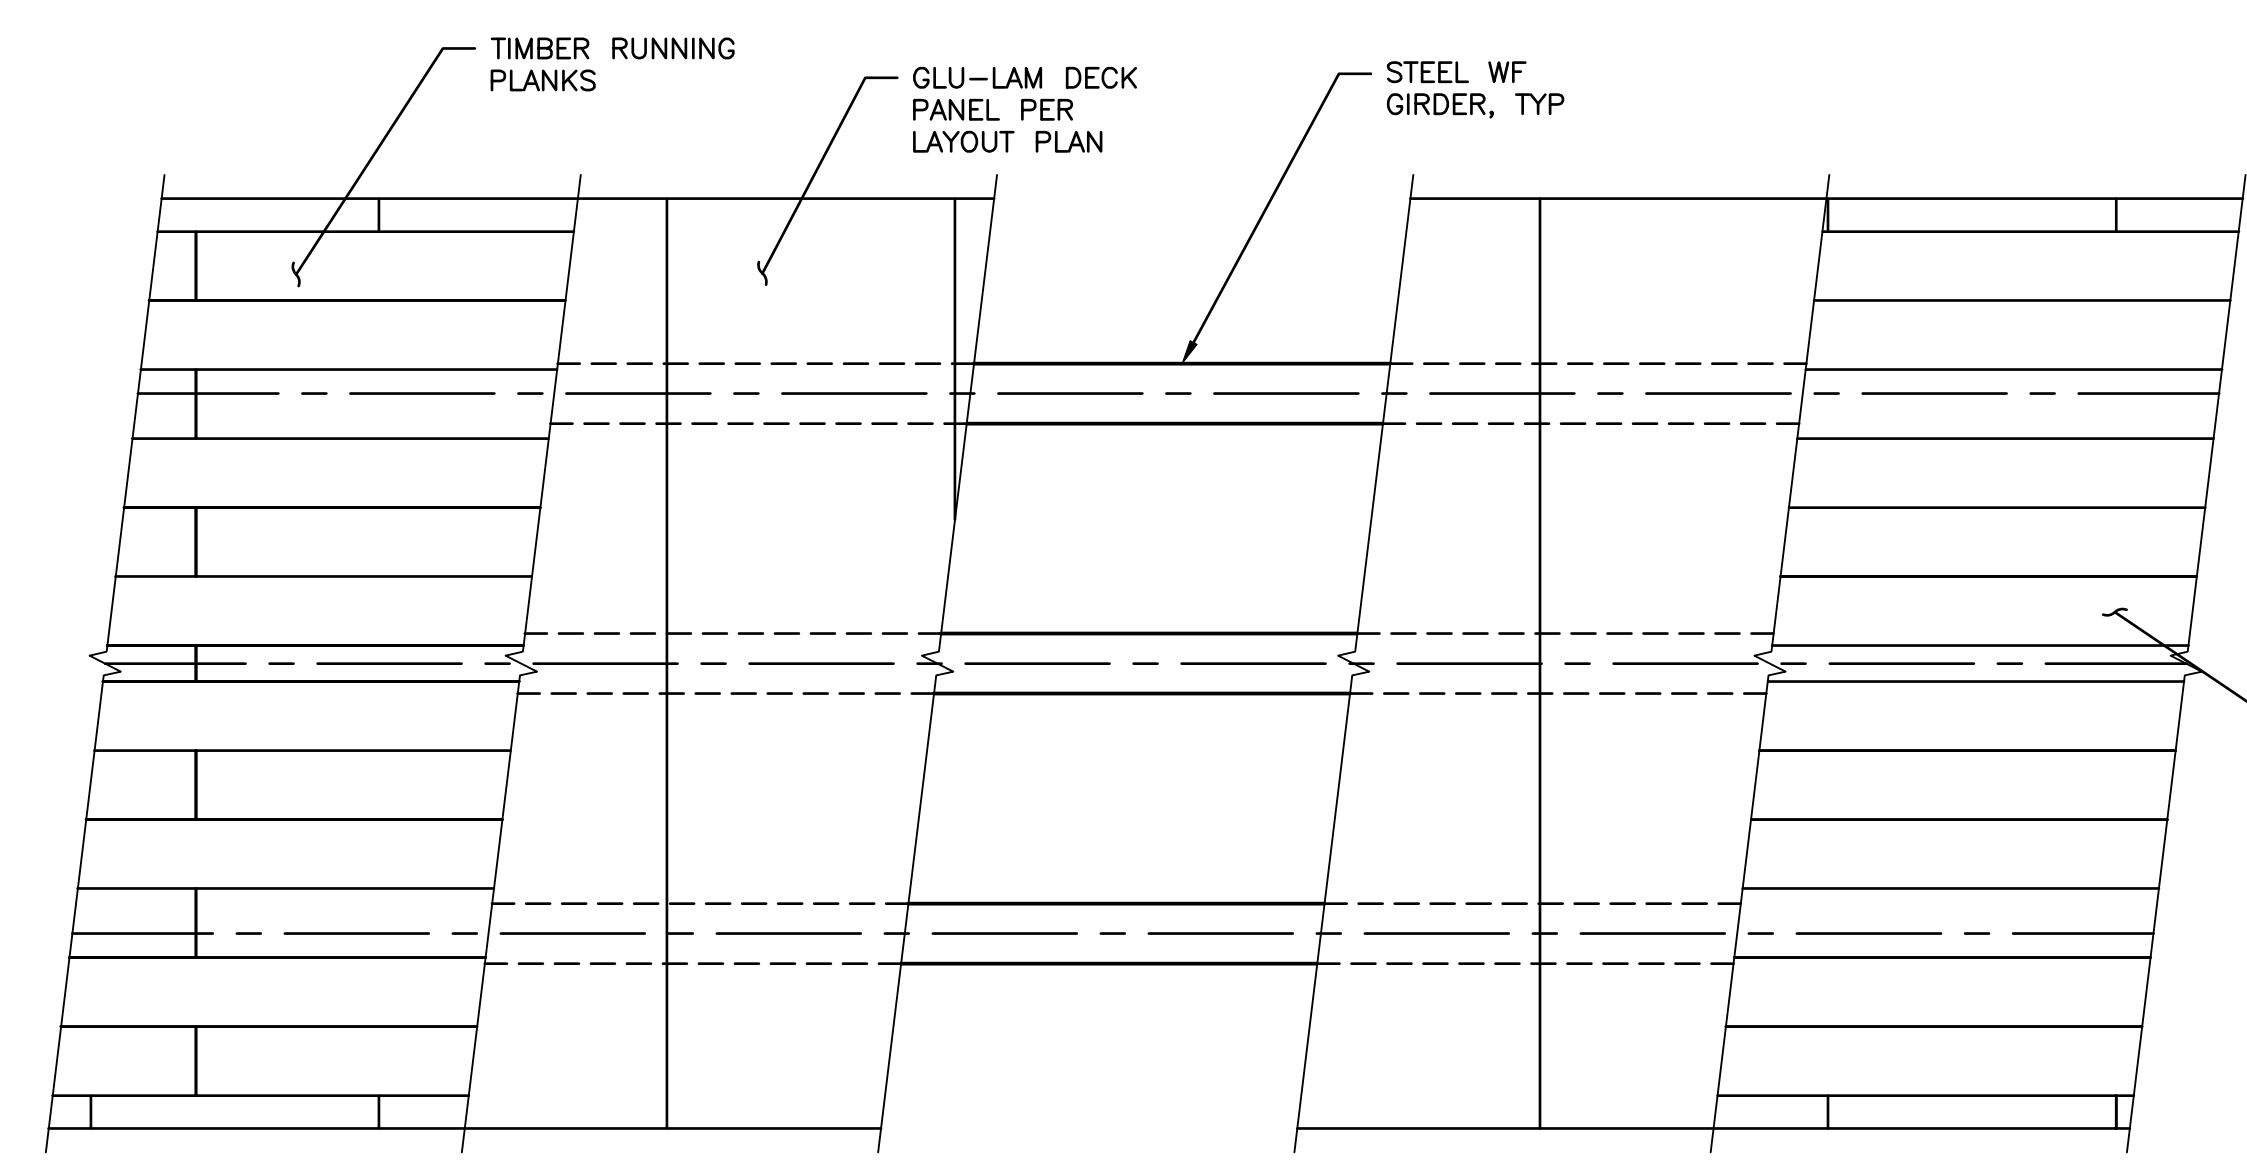 TIMBER RUNNING
PLANKS
GLU-LAM DECK
PANEL PER
LAYOUT PLAN
STEEL WF
GIRDER, TYP